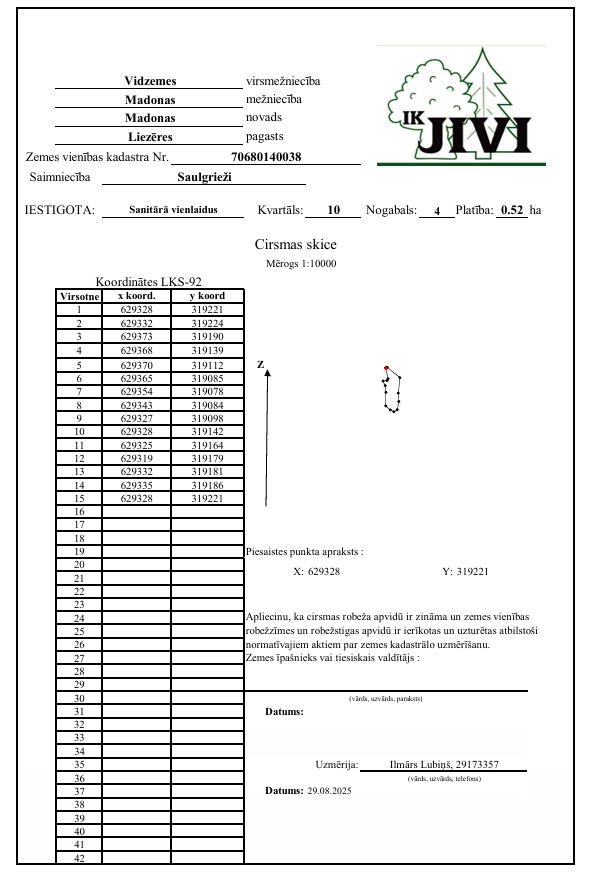 Vidzemes virsmežniecība
Madonas mežniecība
Madonas novads
Liezēres pagasts
Zemes vienības kadastra Nr. 70680140038
Saimniecība Saulgrieži
IK JIVI
IESTIGOTA: Sanitārā vienlaidus Kvartāls: 10 Nogabals: 4 Platība: 0.52 ha
Cirsmas skice
Mērogs 1:10000
Koordinātes LKS-92
Virsotne x koord. y koord
1 629328 319221
2 629332 319224
3 629373 319190
4 629368 319139
5 629370 319112
6 629365 319085
7 629354 319078
8 629343 319084
9 629327 319098
10 629328 319142
11 629325 319164
12 629319 319179
13 629332 319181
14 629335 319186
15 629328 319221
16
17
18
19
20
21
22
23
24
25
26
27
28
29
30
31
32
33
34
35
36
37
38
39
40
41
42
Z
Piesaistes punkta apraksts :
X: 629328 Y: 319221
Apliecinu, ka cirsmas robeža apvidū ir zināma un zemes vienības
robežzīmes un robežstigas apvidū ir ierīkotas un uzturētas atbilstoši
normatīvajiem aktiem par zemes kadastrālo uzmērīšanu.
Zemes īpašnieks vai tiesiskais valdītājs :
(vārds, uzvārds, paraksts)
Datums:
Uzmērija: Ilmārs Lubiņš, 29173357
(vārds, uzvārds, telefons)
Datums: 29.08.2025